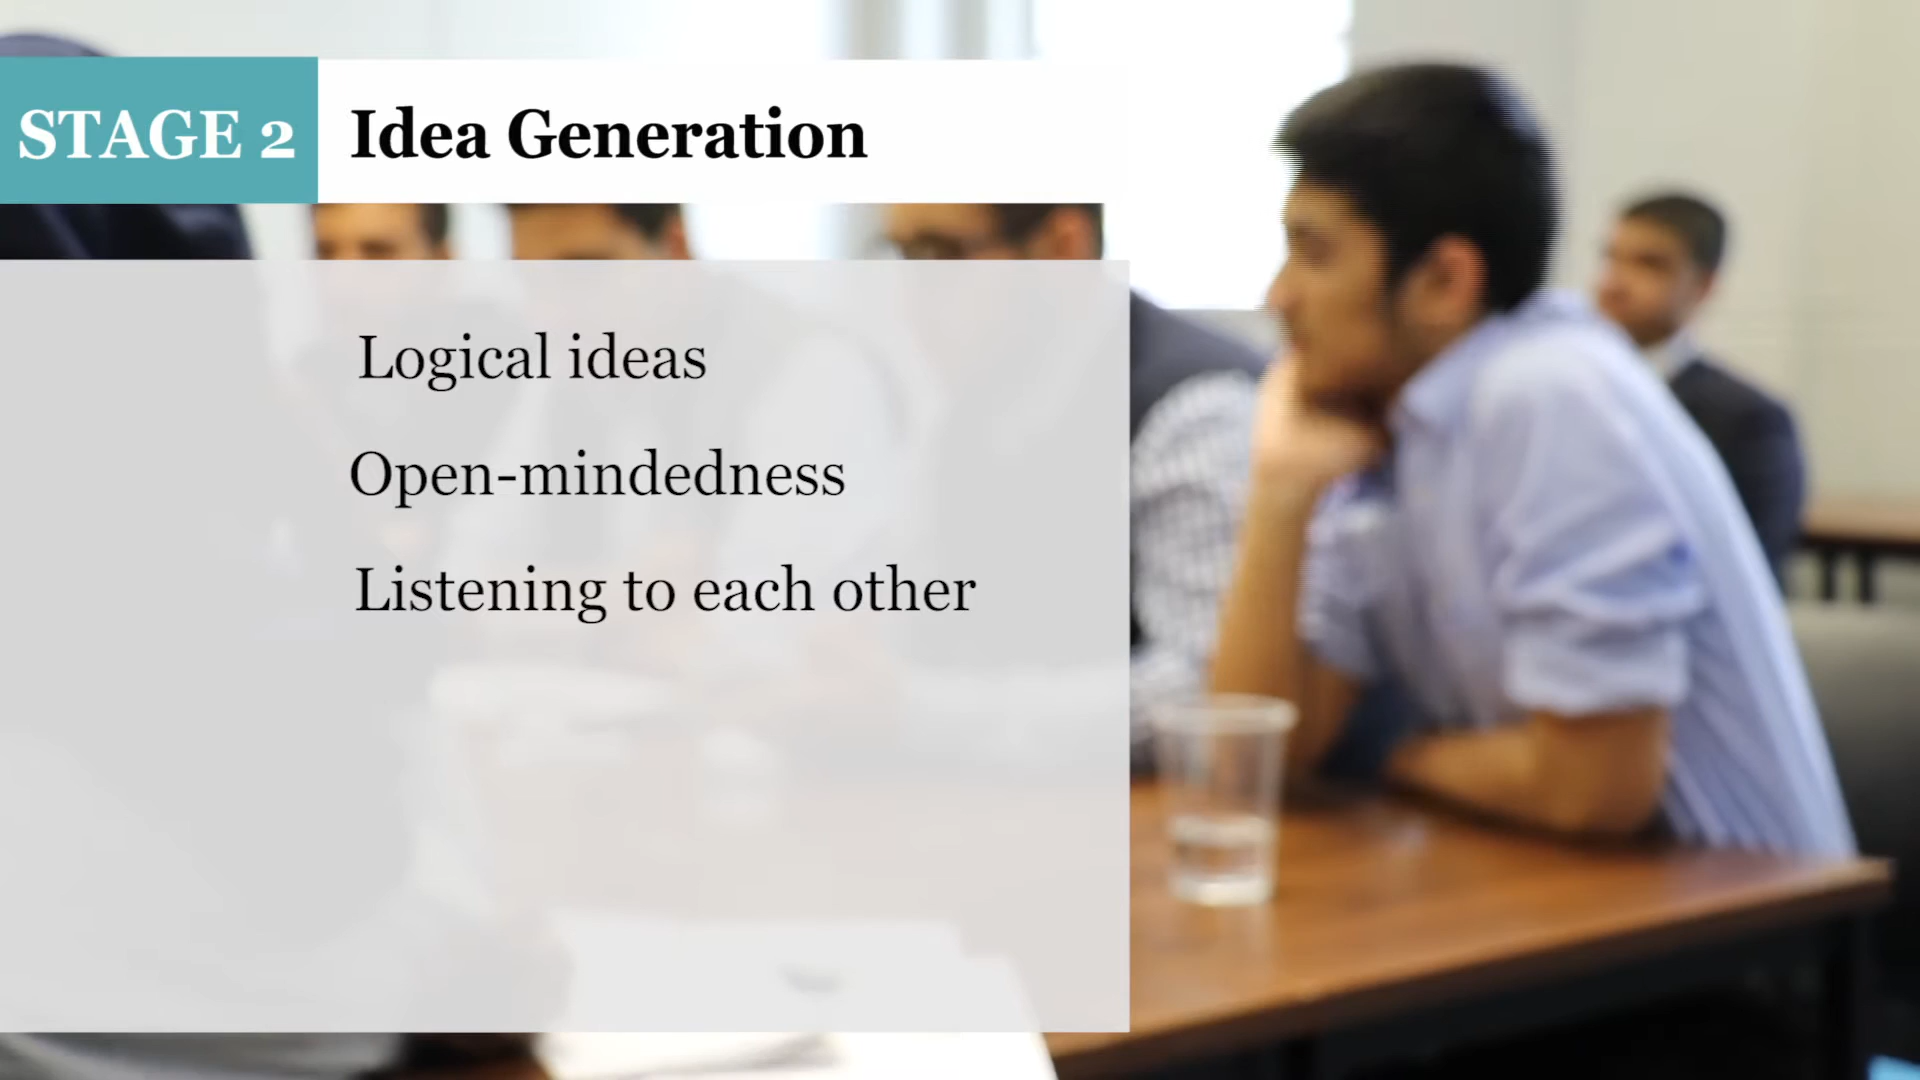 STAGE 2 Idea Generation
Logical ideas
Open-mindedness
Listening to each other